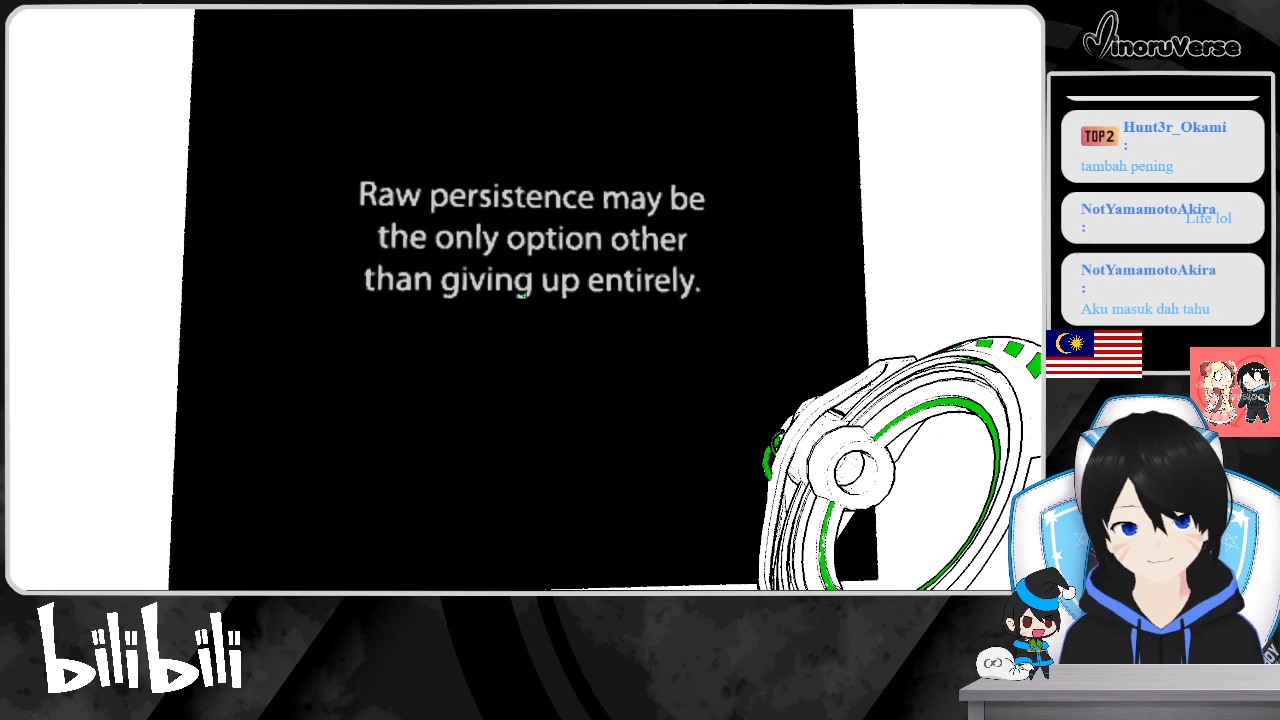 Raw persistence may be
the only option other
than giving up entirely.
MinoruVerse
TOP2 Hunt3r_Okami
:
tambah pening
NotYamamotoAkira
:
Life lol
NotYamamotoAkira
:
Aku masuk dah tahu
bilibili